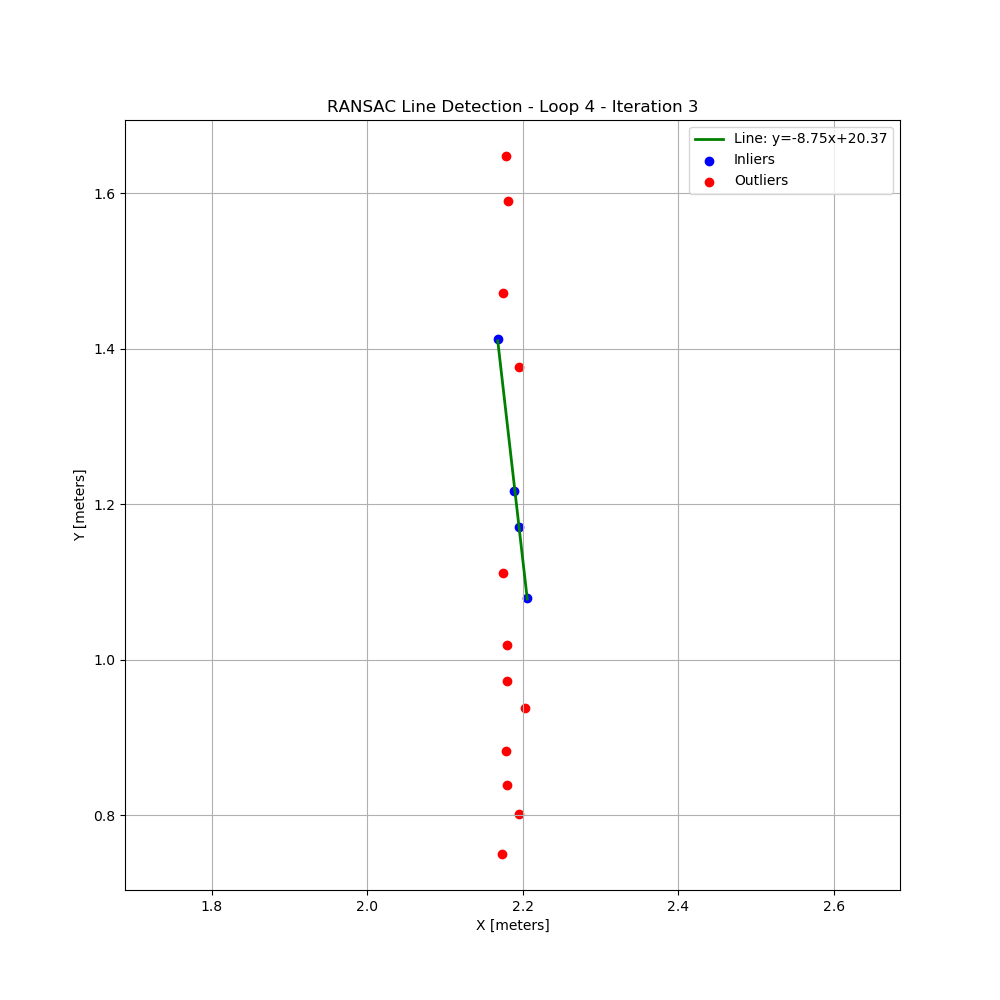 RANSAC Line Detection - Loop 4 - Iteration 3
Line: y=-8.75x+20.37
Inliers
Outliers
1.6
1.4
1.2
1.0
0.8
Y [meters]
1.8 2.0 2.2 2.4 2.6
X [meters]